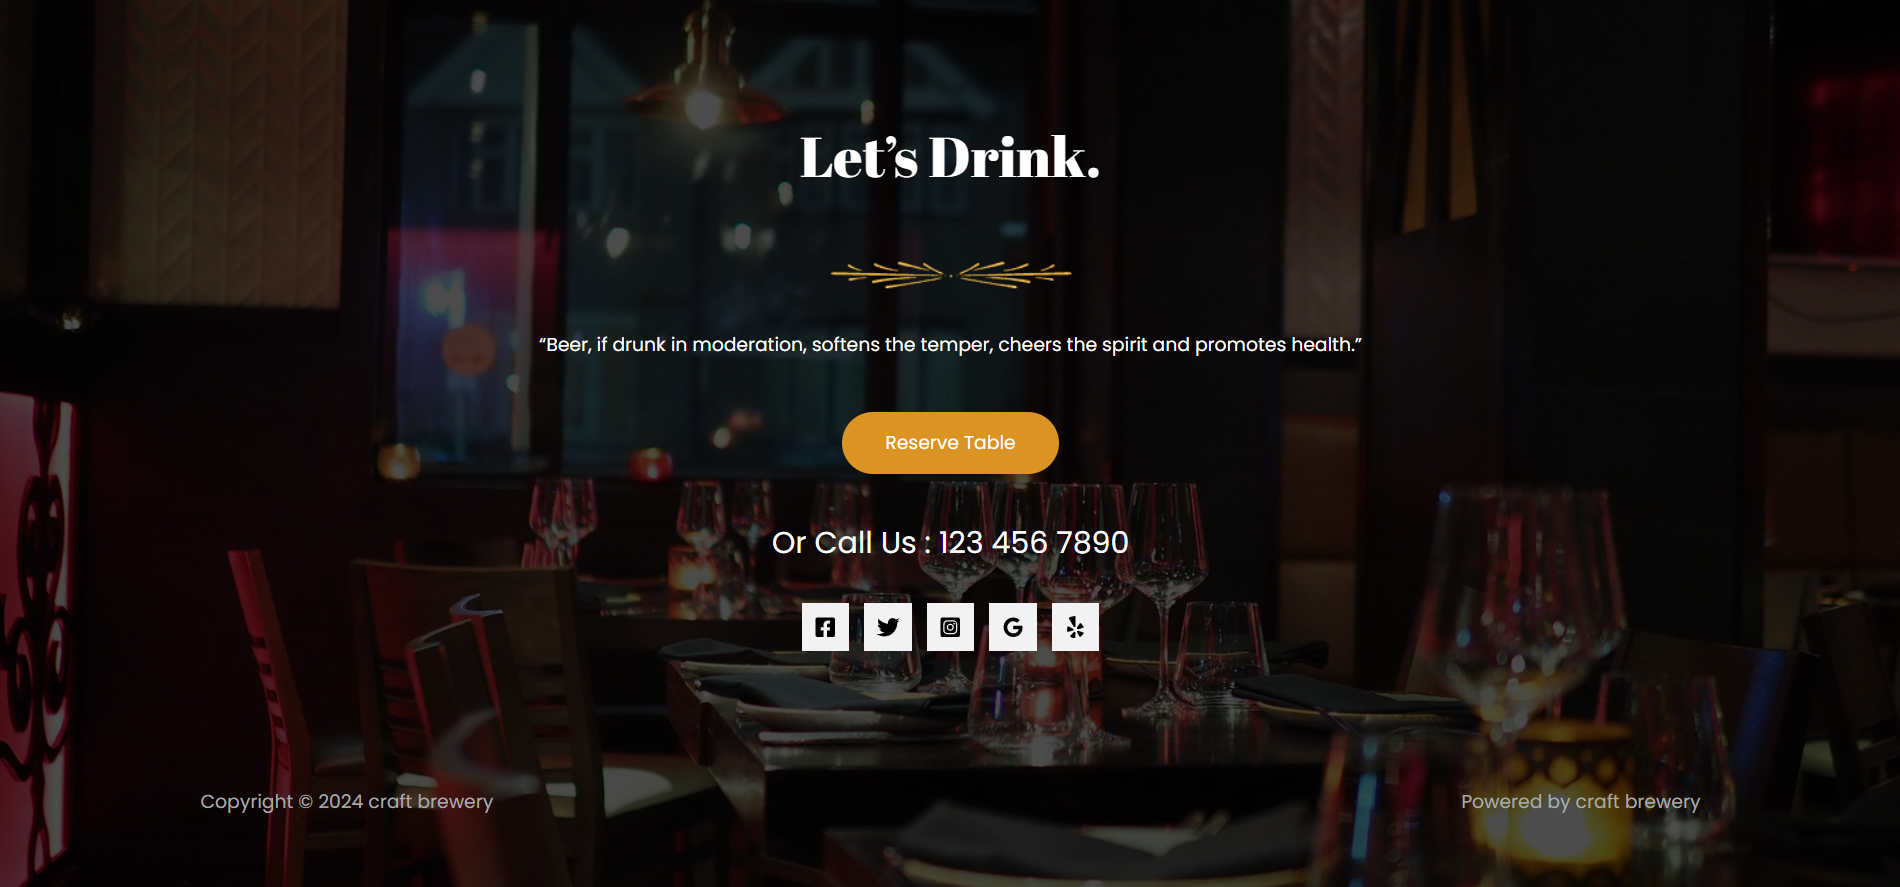 Let’s Drink.
“Beer, if drunk in moderation, softens the temper, cheers the spirit and promotes health.”
Reserve Table
Or Call Us : 123 456 7890
Copyright © 2024 craft brewery
Powered by craft brewery